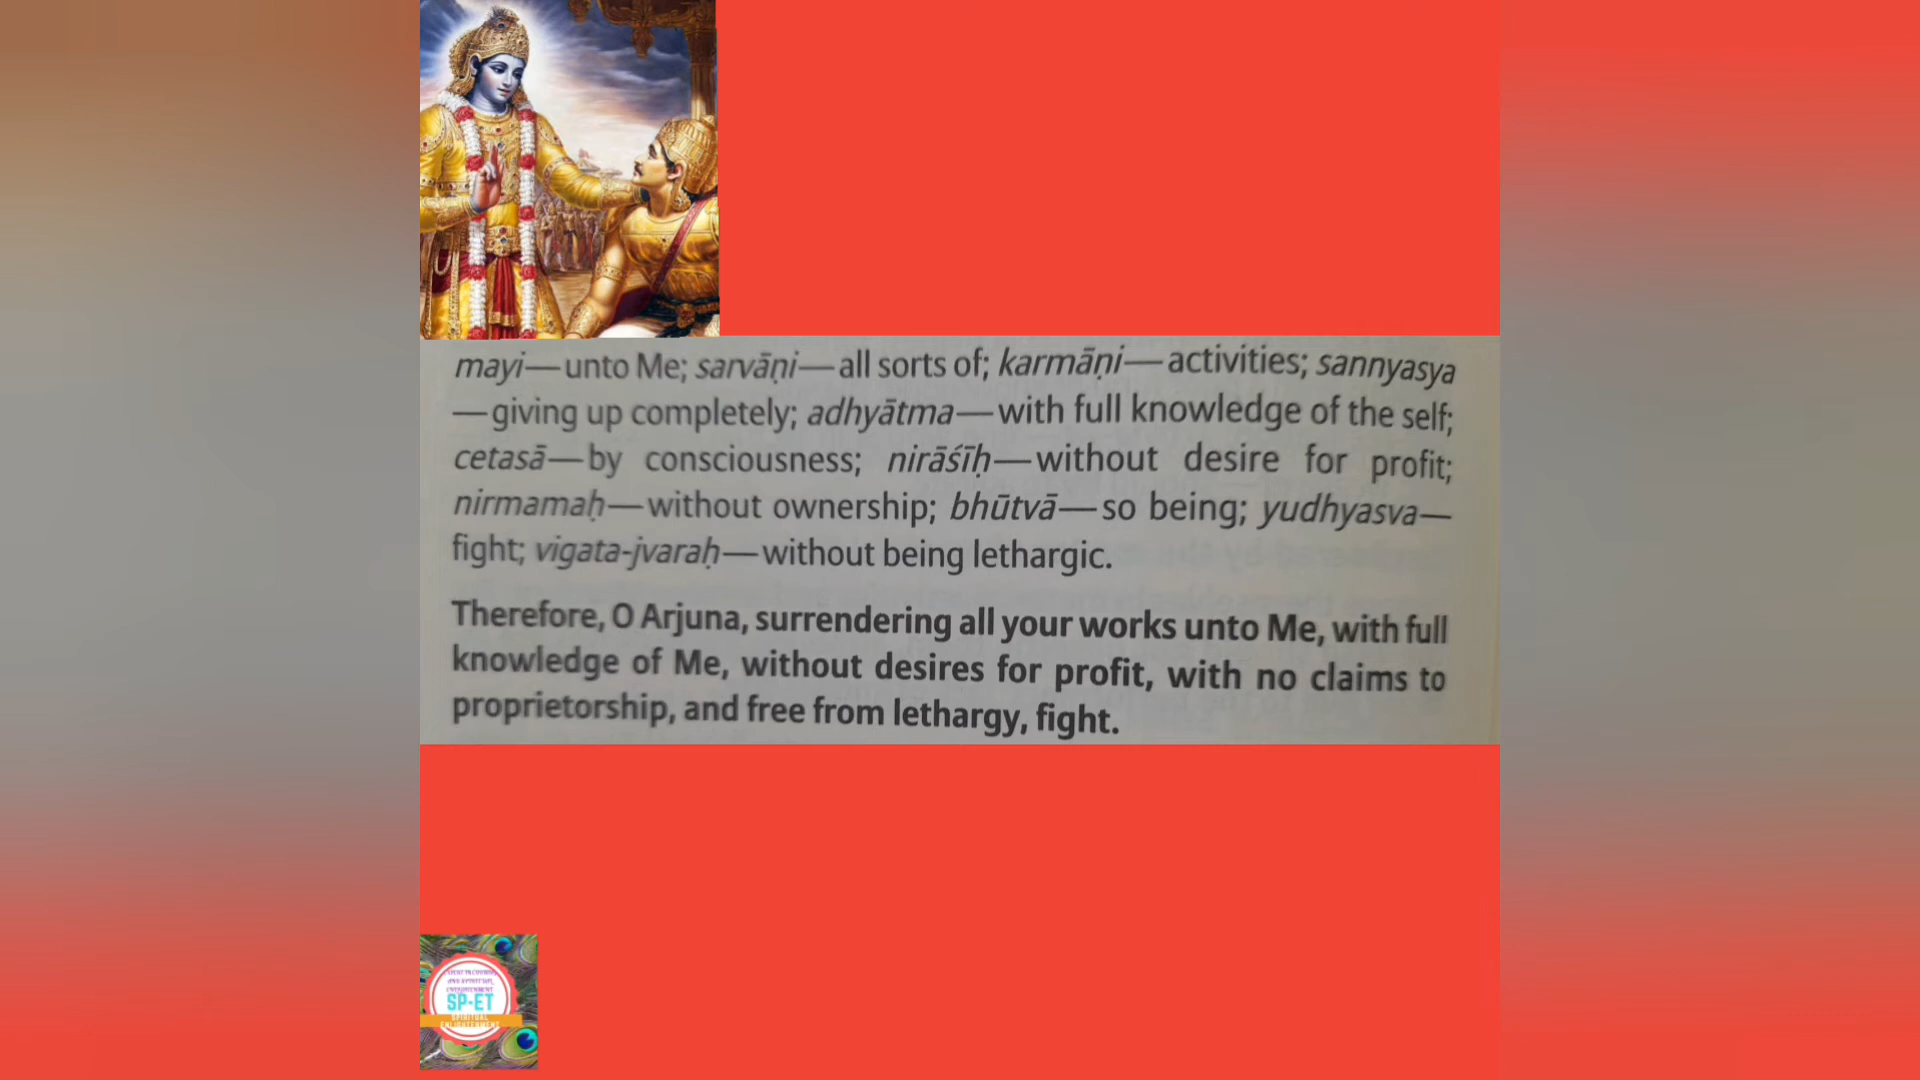 mayi—unto Me; sarvāṇi—all sorts of; karmāṇi—activities; sannyasya
—giving up completely; adhyātma—with full knowledge of the self;
cetasā—by consciousness; nirāśīḥ—without desire for profit;
nirmamaḥ—without ownership; bhūtvā—so being; yudhyasva—
fight; vigata-jvaraḥ—without being lethargic.
Therefore, O Arjuna, surrendering all your works unto Me, with full
knowledge of Me, without desires for profit, with no claims to
proprietorship, and free from lethargy, fight.
SP-ET
SPIRITUAL
ENLIGHTENMENT